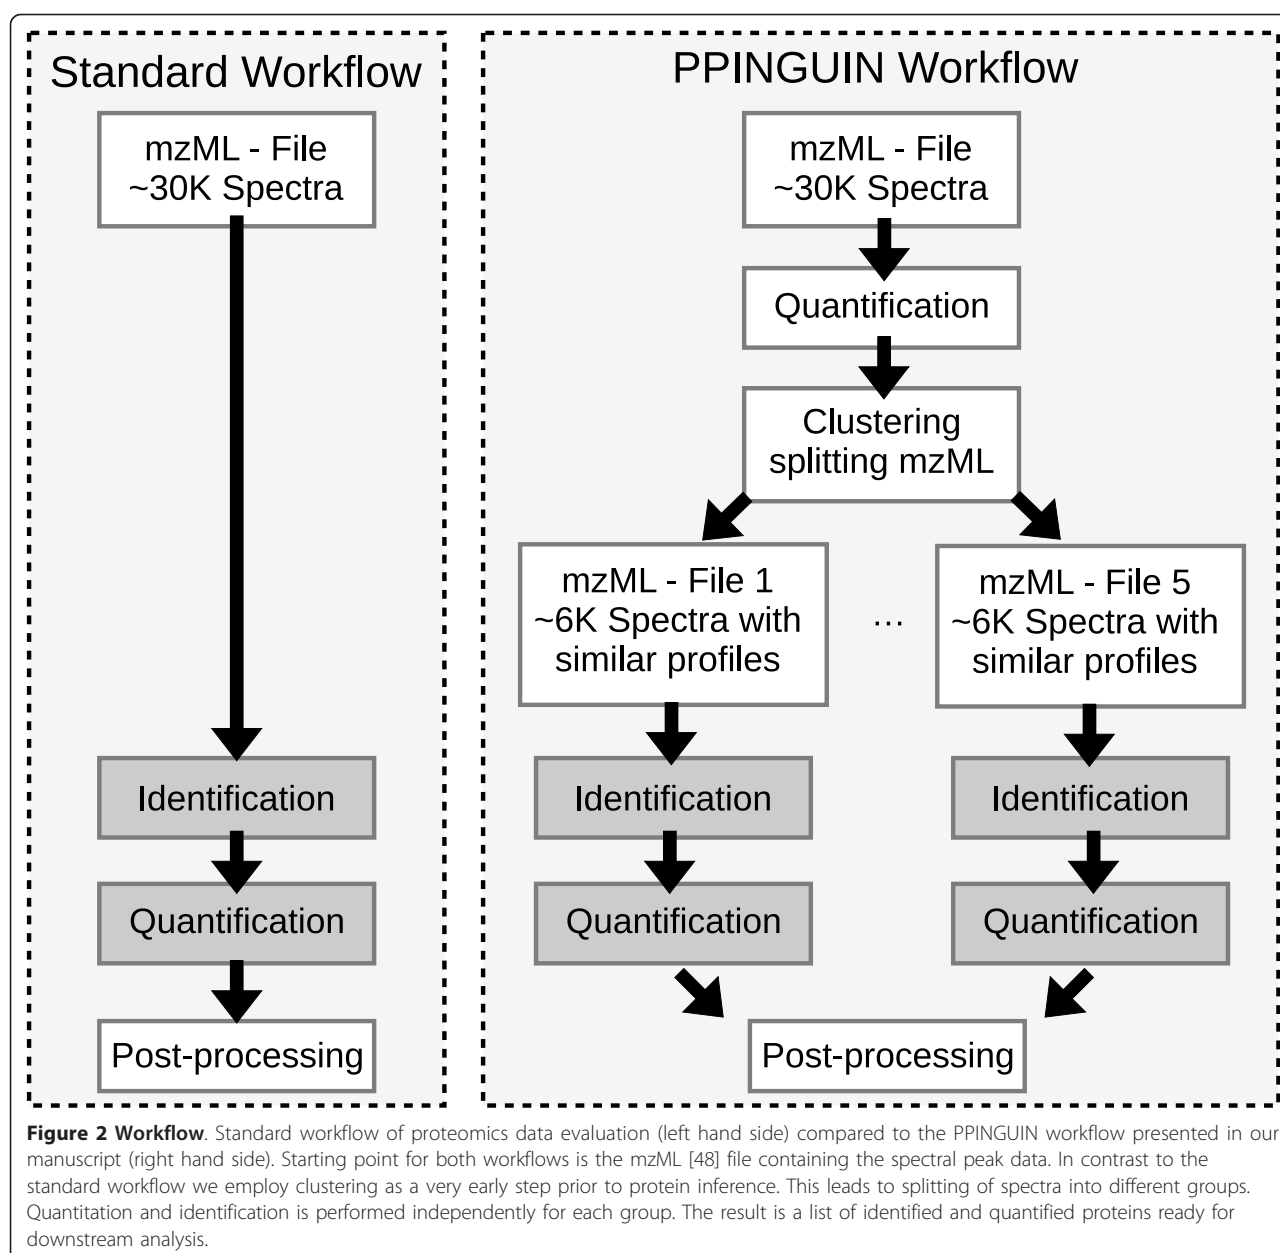 Standard Workflow
mzML - File
~30K Spectra
Identification
Quantification
Post-processing
PPINGUIN Workflow
mzML - File
~30K Spectra
Quantification
Clustering
splitting mzML
mzML - File 1
~6K Spectra with
similar profiles
...
mzML - File 5
~6K Spectra with
similar profiles
Identification
Identification
Quantification
Quantification
Post-processing
Figure 2 Workflow. Standard workflow of proteomics data evaluation (left hand side) compared to the PPINGUIN workflow presented in our
manuscript (right hand side). Starting point for both workflows is the mzML [48] file containing the spectral peak data. In contrast to the
standard workflow we employ clustering as a very early step prior to protein inference. This leads to splitting of spectra into different groups.
Quantitation and identification is performed independently for each group. The result is a list of identified and quantified proteins ready for
downstream analysis.